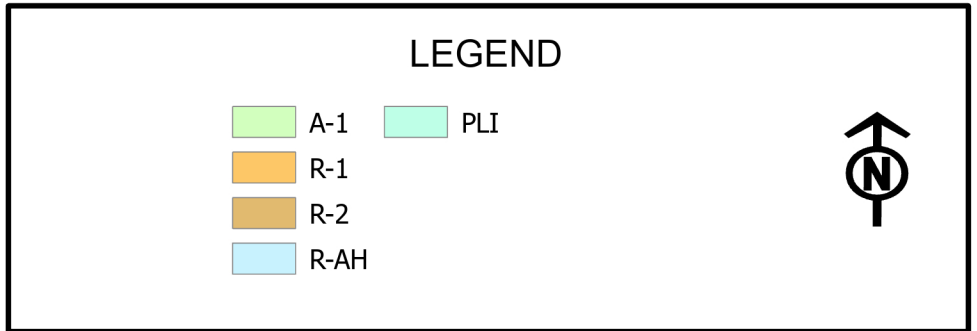 LEGEND
A-1 PLI
R-1
R-2
R-AH
N